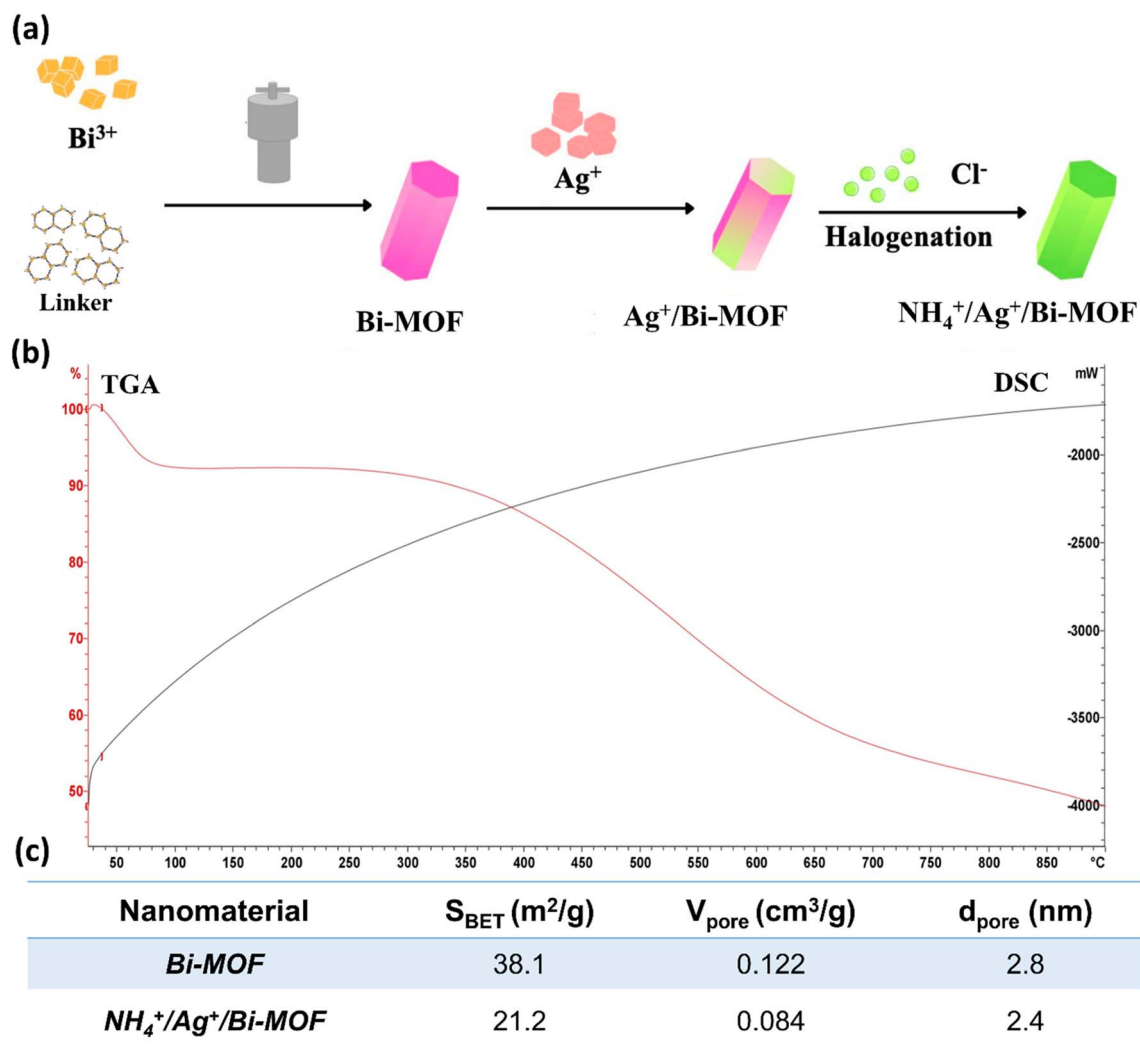 (a)
Bi³⁺
Linker
Bi-MOF
Ag⁺
Ag⁺/Bi-MOF
Cl⁻
Halogenation
NH₄⁺/Ag⁺/Bi-MOF
(b)
% TGA DSC mW
100
90
80
70
60
50
-2000
-2500
-3000
-3500
-4000
50 100 150 200 250 300 350 400 450 500 550 600 650 700 750 800 850 °C
(c)
Nanomaterial S_BET (m²/g) V_pore (cm³/g) d_pore (nm)
Bi-MOF 38.1 0.122 2.8
NH₄⁺/Ag⁺/Bi-MOF 21.2 0.084 2.4